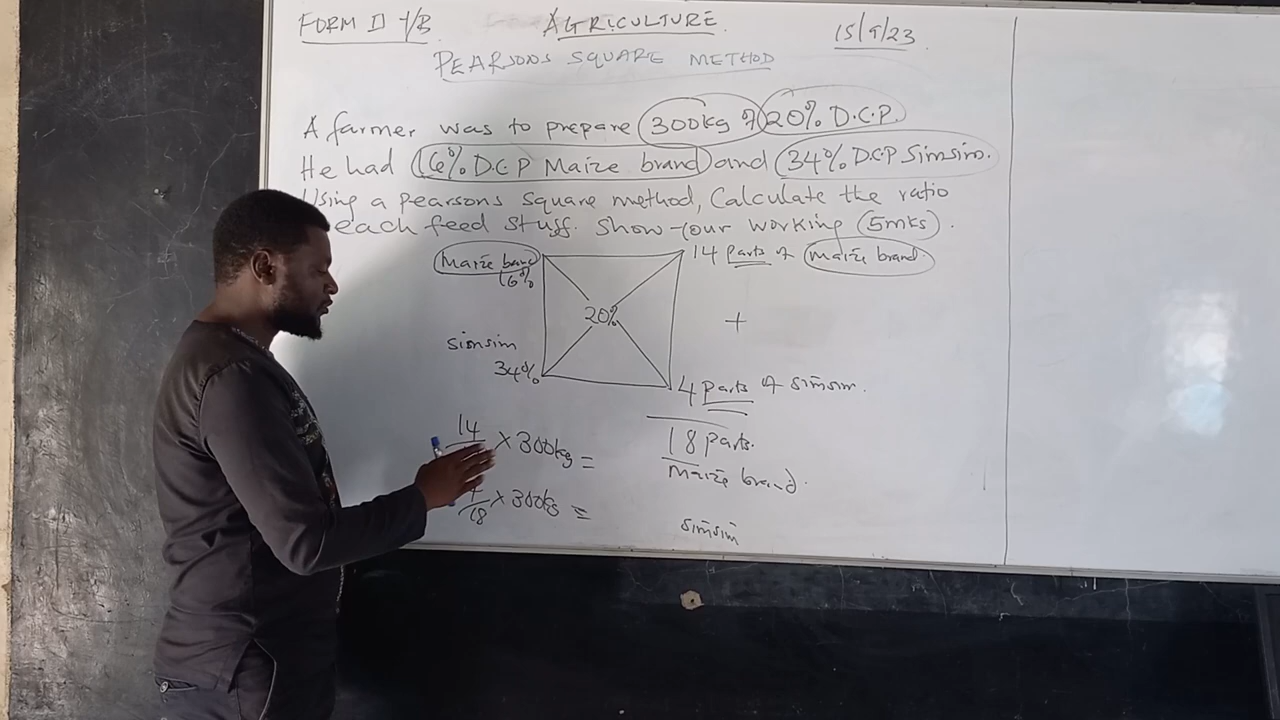 FORM II Y/B
AGRICULTURE
15/9/23
PEARSONS SQUARE METHOD
A farmer was to prepare 300kg of 20% D.C.P.
He had 16% D.C.P Maize brand and 34% D.C.P Simsim.
Using a pearsons square method, Calculate the ratio
each feed stuff. Show your working (5mks).
Maize brand
16%
14 parts of maize brand
20%
+
simsim
34%
4 parts of simsim.
14
18 parts.
× 300kg =
Maize brand.
18 × 300kg =
simsim